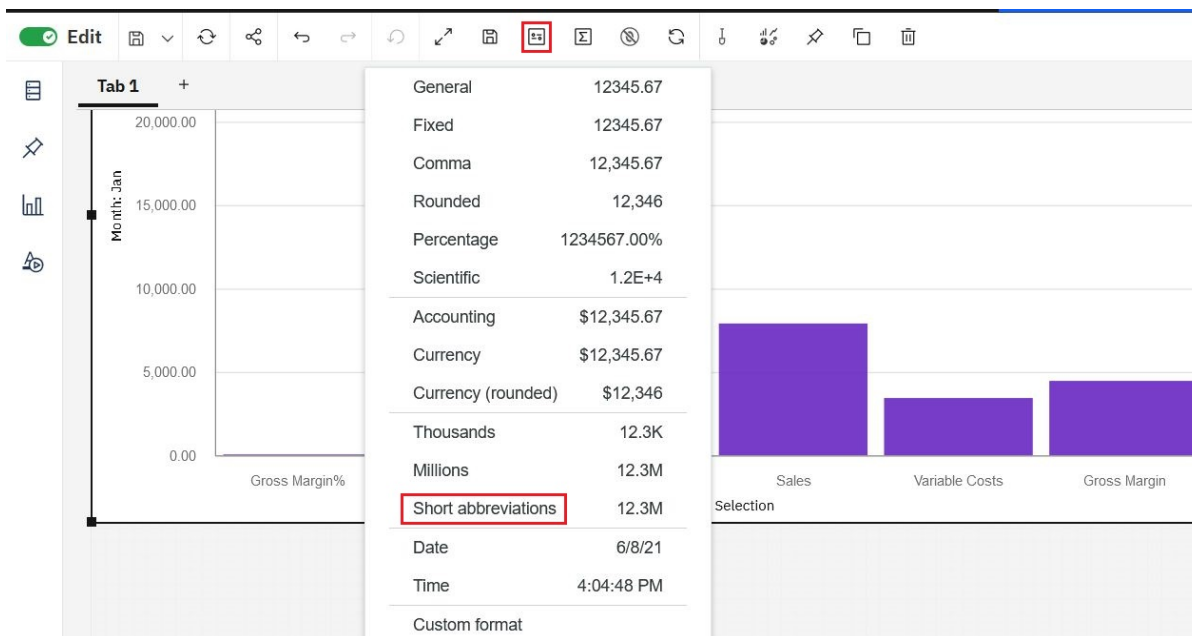 Edit
Tab 1 +
General 12345.67
Fixed 12345.67
Comma 12,345.67
Rounded 12,346
Percentage 1234567.00%
Scientific 1.2E+4
Accounting $12,345.67
Currency $12,345.67
Currency (rounded) $12,346
Thousands 12.3K
Millions 12.3M
Short abbreviations 12.3M
Date 6/8/21
Time 4:04:48 PM
Custom format
Month: Jan
20,000.00
15,000.00
10,000.00
5,000.00
0.00
Gross Margin%
Sales
Variable Costs
Gross Margin
Selection